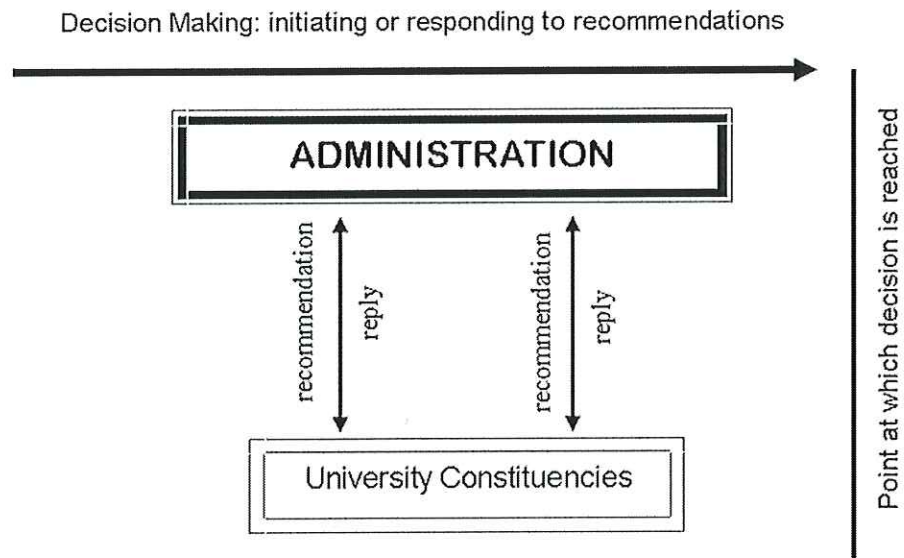 Decision Making: initiating or responding to recommendations
ADMINISTRATION
recommendation
reply
recommendation
reply
University Constituencies
Point at which decision is reached